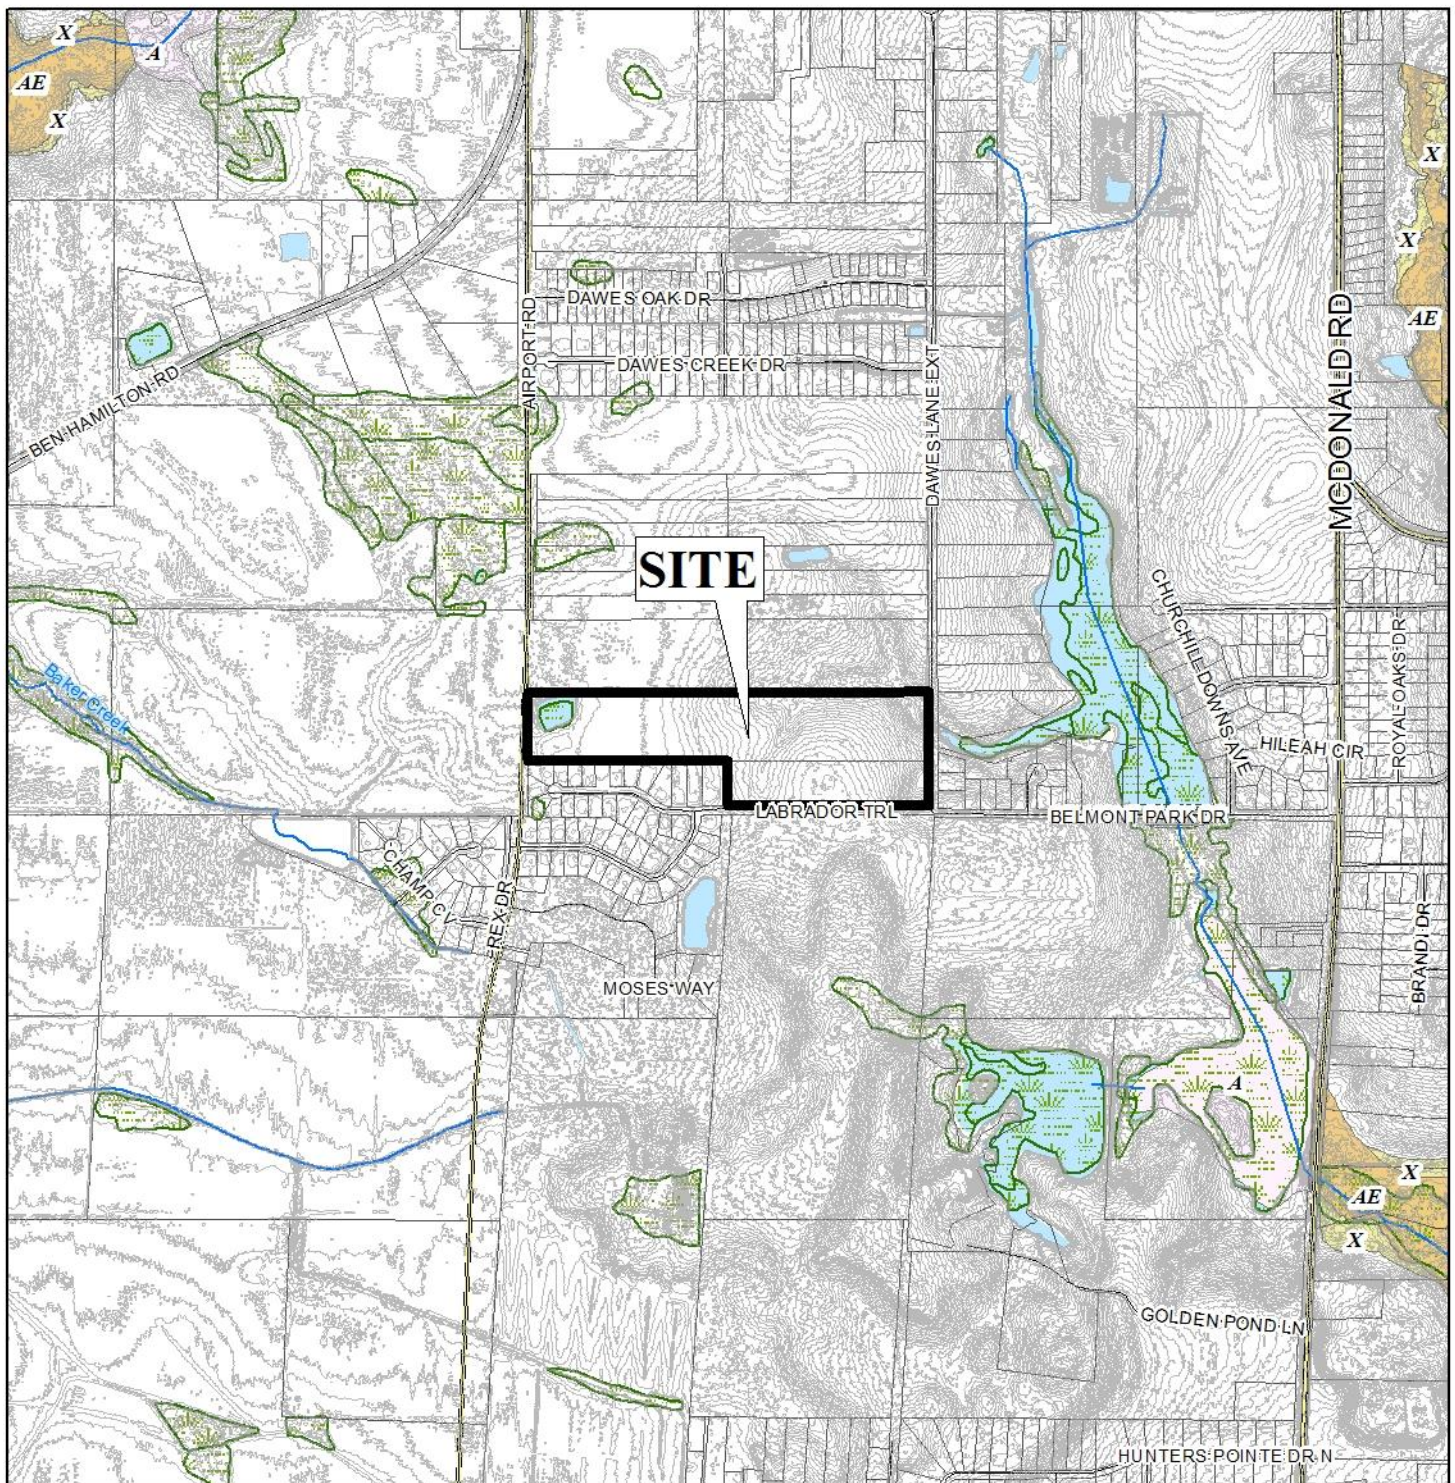 X
A
AE
X
X
X
AE
DAWES OAK DR
AIRPORT RD
MCDONALD RD
DAWES CREEK DR
DAWES LANE EXT
BEN HAMILTON RD
SITE
CHURCHILL DOWNS AVE
ROYAL OAKS DR
Baker Creek
HILEAH CIR
LABRADOR TRL
BELMONT PARK DR
CHAMP CV
REX DR
BRANDI DR
MOSES WAY
A
X
AE
X
GOLDEN POND LN
HUNTERS POINTE DR N